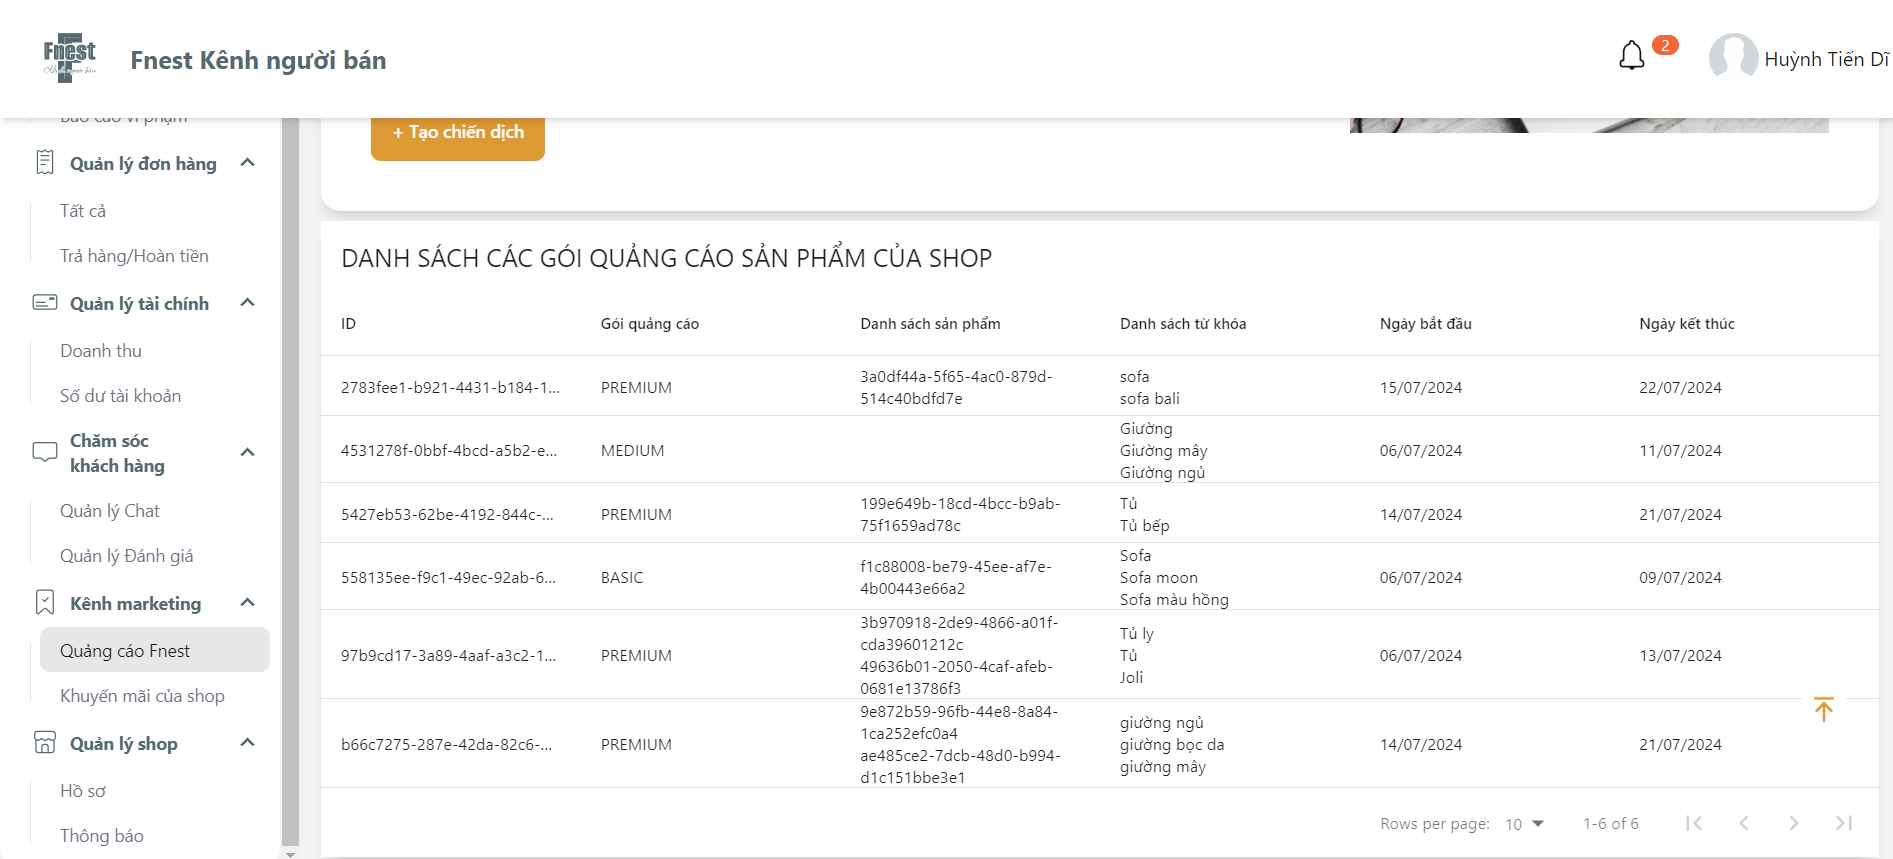 Fnest
Kênh người bán
Fnest Kênh người bán
2
Huỳnh Tiến Dĩ
Báo cáo vi phạm
Quản lý đơn hàng
Tất cả
Trả hàng/Hoàn tiền
Quản lý tài chính
Doanh thu
Số dư tài khoản
Chăm sóc
khách hàng
Quản lý Chat
Quản lý Đánh giá
Kênh marketing
Quảng cáo Fnest
Khuyến mãi của shop
Quản lý shop
Hồ sơ
Thông báo
+ Tạo chiến dịch
DANH SÁCH CÁC GÓI QUẢNG CÁO SẢN PHẨM CỦA SHOP
ID Gói quảng cáo Danh sách sản phẩm Danh sách từ khóa Ngày bắt đầu Ngày kết thúc
2783fee1-b921-4431-b184-1... PREMIUM 3a0df44a-5f65-4ac0-879d-
514c40bdfd7e
sofa
sofa bali
15/07/2024 22/07/2024
4531278f-0bbf-4bcd-a5b2-e... MEDIUM
Giường
Giường mây
Giường ngủ
06/07/2024 11/07/2024
5427eb53-62be-4192-844c-... PREMIUM 199e649b-18cd-4bcc-b9ab-
75f1659ad78c
Tủ
Tủ bếp
14/07/2024 21/07/2024
558135ee-f9c1-49ec-92ab-6... BASIC f1c88008-be79-45ee-af7e-
4b00443e66a2
Sofa
Sofa moon
Sofa màu hồng
06/07/2024 09/07/2024
97b9cd17-3a89-4aaf-a3c2-1... PREMIUM 3b970918-2de9-4866-a01f-
cda39601212c
49636b01-2050-4caf-afeb-
0681e13786f3
Tủ ly
Tủ
Joli
06/07/2024 13/07/2024
b66c7275-287e-42da-82c6-... PREMIUM 9e872b59-96fb-44e8-8a84-
1ca252efc0a4
ae485ce2-7dcb-48d0-b994-
d1c151bbe3e1
giường ngủ
giường bọc da
giường mây
14/07/2024 21/07/2024
Rows per page: 10 1-6 of 6